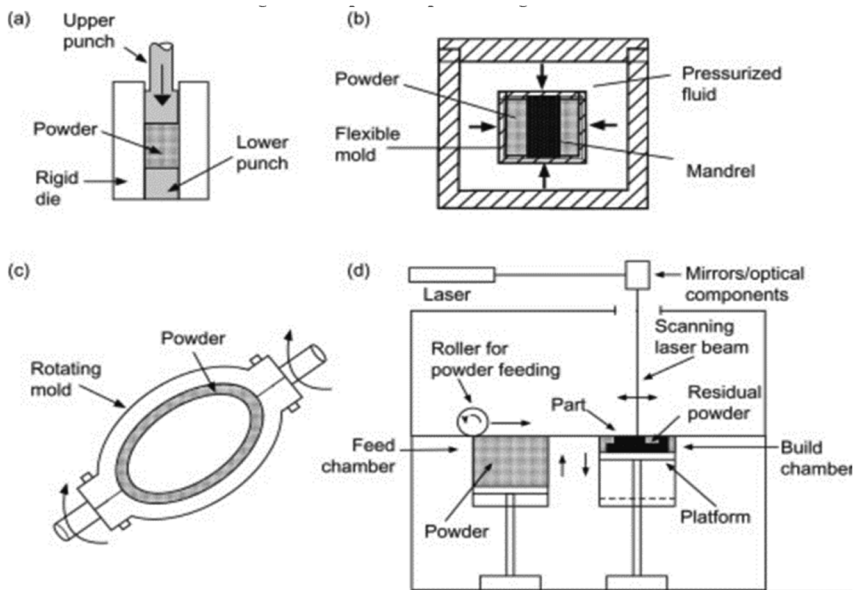 (a)
Upper
punch
Powder
Lower
punch
Rigid
die
(b)
Powder
Pressurized
fluid
Flexible
mold
Mandrel
(c)
Powder
Rotating
mold
(d)
Laser
Mirrors/optical
components
Scanning
laser beam
Roller for
powder feeding
Part
Residual
powder
Feed
chamber
Build
chamber
Powder
Platform